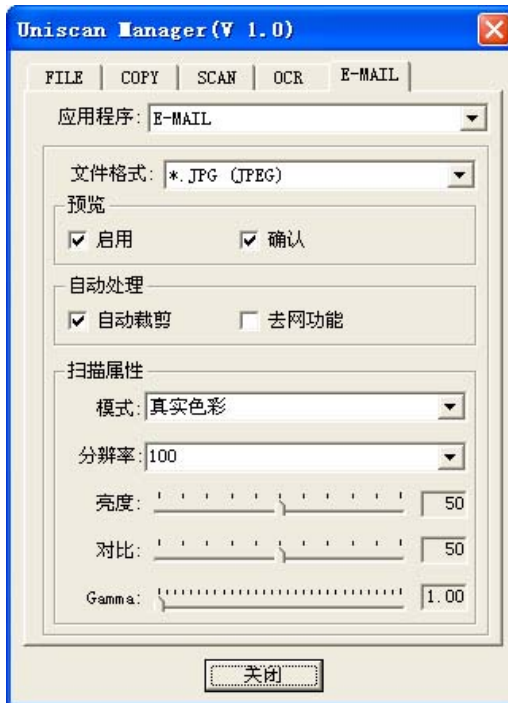 Uniscan Manager(V 1.0)
FILE COPY SCAN OCR E-MAIL
应用程序: E-MAIL
文件格式: *.JPG (JPEG)
预览
启用 确认
自动处理
自动裁剪 去网功能
扫描属性
模式: 真实色彩
分辨率: 100
亮度: 50
对比: 50
Gamma: 1.00
关闭